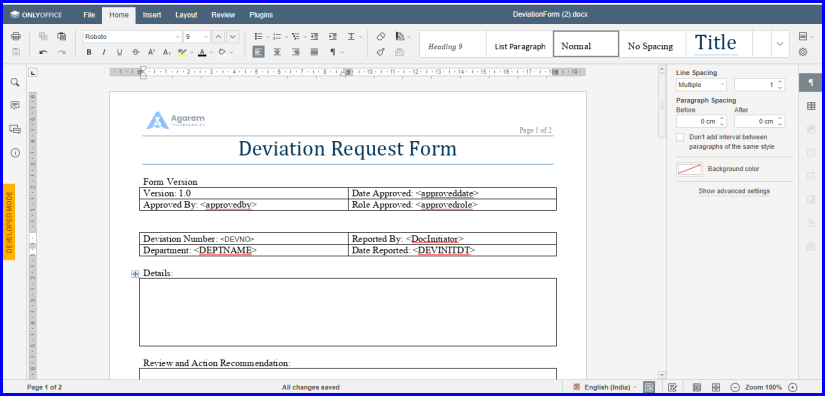 ONLYOFFICE File Home Insert Layout Review Plugins DeviationForm (2).docx
Roboto 9 Heading 9 List Paragraph Normal No Spacing Title
B I U S
Line Spacing
Multiple 1
Paragraph Spacing
Before After
0 cm 0 cm
Don't add interval between
paragraphs of the same style
Background color
Show advanced settings
DEVELOPER MODE
Agaram
TECHNOLOGIES
Page 1 of 2
Deviation Request Form
Form Version
Version: 1.0 Date Approved: <approveddate>
Approved By: <approvedby> Role Approved: <approvedrole>
Deviation Number: <DEVNO> Reported By: <DocInitiator>
Department: <DEPTNAME> Date Reported: <DEVINITDT>
Details:
Review and Action Recommendation:
Page 1 of 2 All changes saved English (India) Zoom 100%